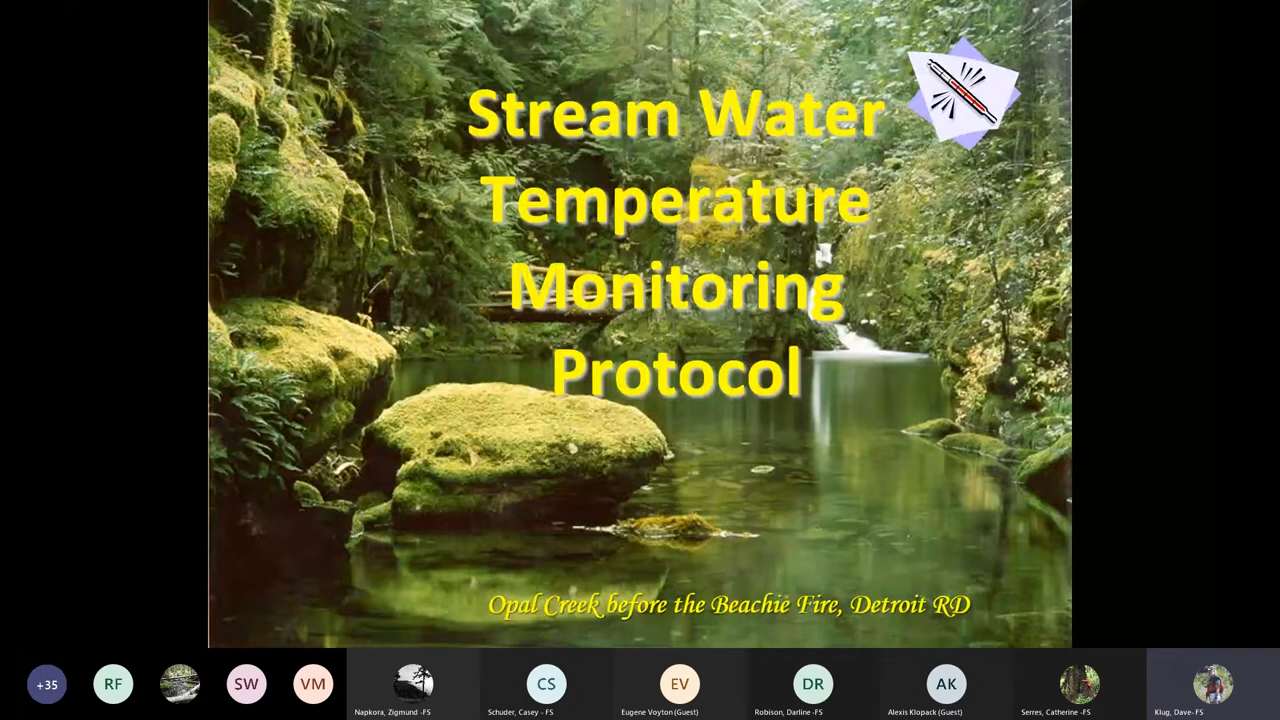 Stream Water
Temperature
Monitoring
Protocol
Opal Creek before the Beachie Fire, Detroit RD
+35
RF
SW
VM
CS
EV
DR
AK
Napkora, Zigmund -FS
Schuder, Casey - FS
Eugene Voyton (Guest)
Robison, Darline -FS
Alexis Klopack (Guest)
Serres, Catherine -FS
Klug, Dave- FS